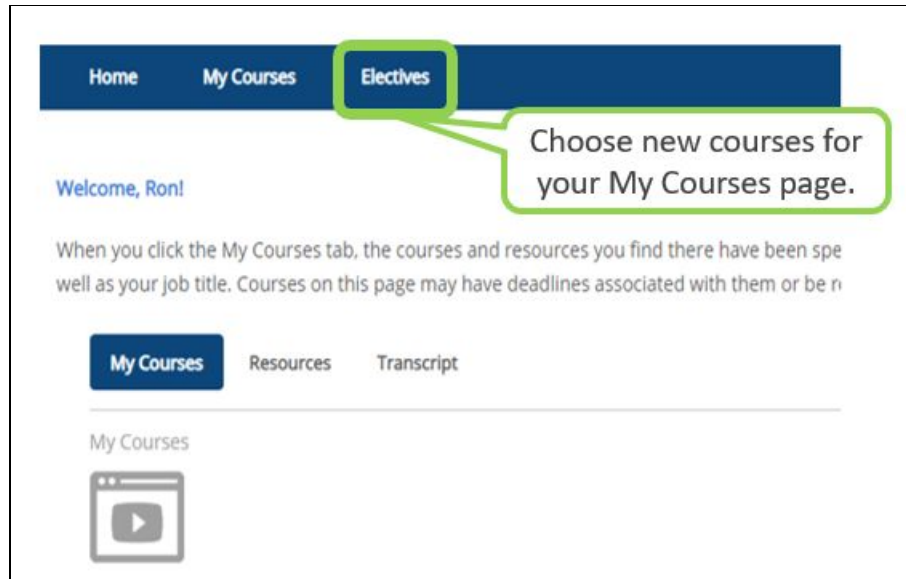 Home My Courses Electives
Choose new courses for
your My Courses page.
Welcome, Ron!
When you click the My Courses tab, the courses and resources you find there have been spe
well as your job title. Courses on this page may have deadlines associated with them or be r
My Courses Resources Transcript
My Courses